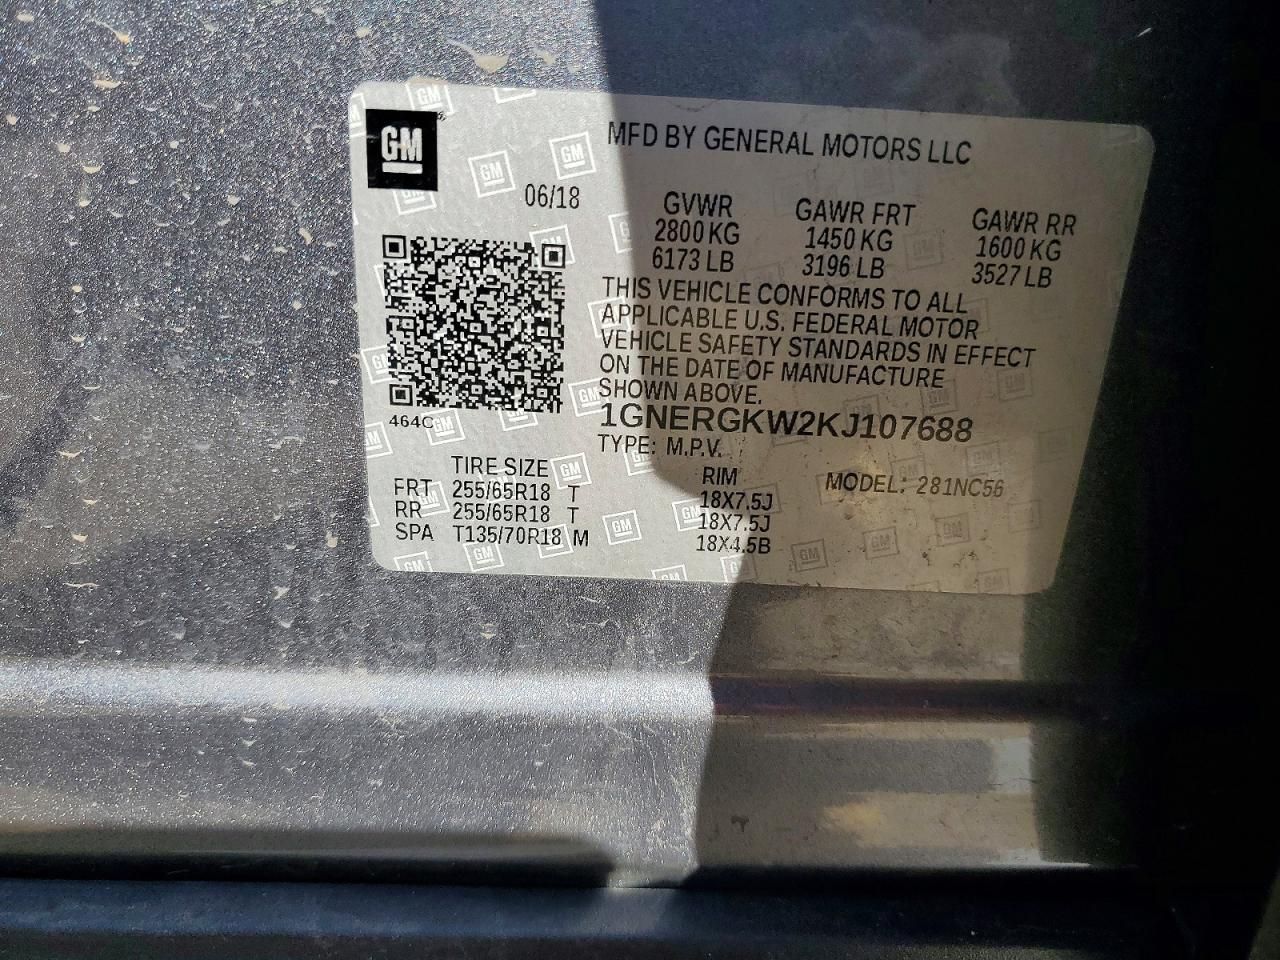 GM
MFD BY GENERAL MOTORS LLC
06/18
GVWR GAWR FRT GAWR RR
2800 KG 1450 KG 1600 KG
6173 LB 3196 LB 3527 LB
THIS VEHICLE CONFORMS TO ALL
APPLICABLE U.S. FEDERAL MOTOR
VEHICLE SAFETY STANDARDS IN EFFECT
ON THE DATE OF MANUFACTURE
SHOWN ABOVE.
464C
1GNERGKW2KJ107688
TYPE: M.P.V.
MODEL: 281NC56
TIRE SIZE RIM
FRT 255/65R18 T 18X7.5J
RR 255/65R18 T 18X7.5J
SPA T135/70R18 M 18X4.5B